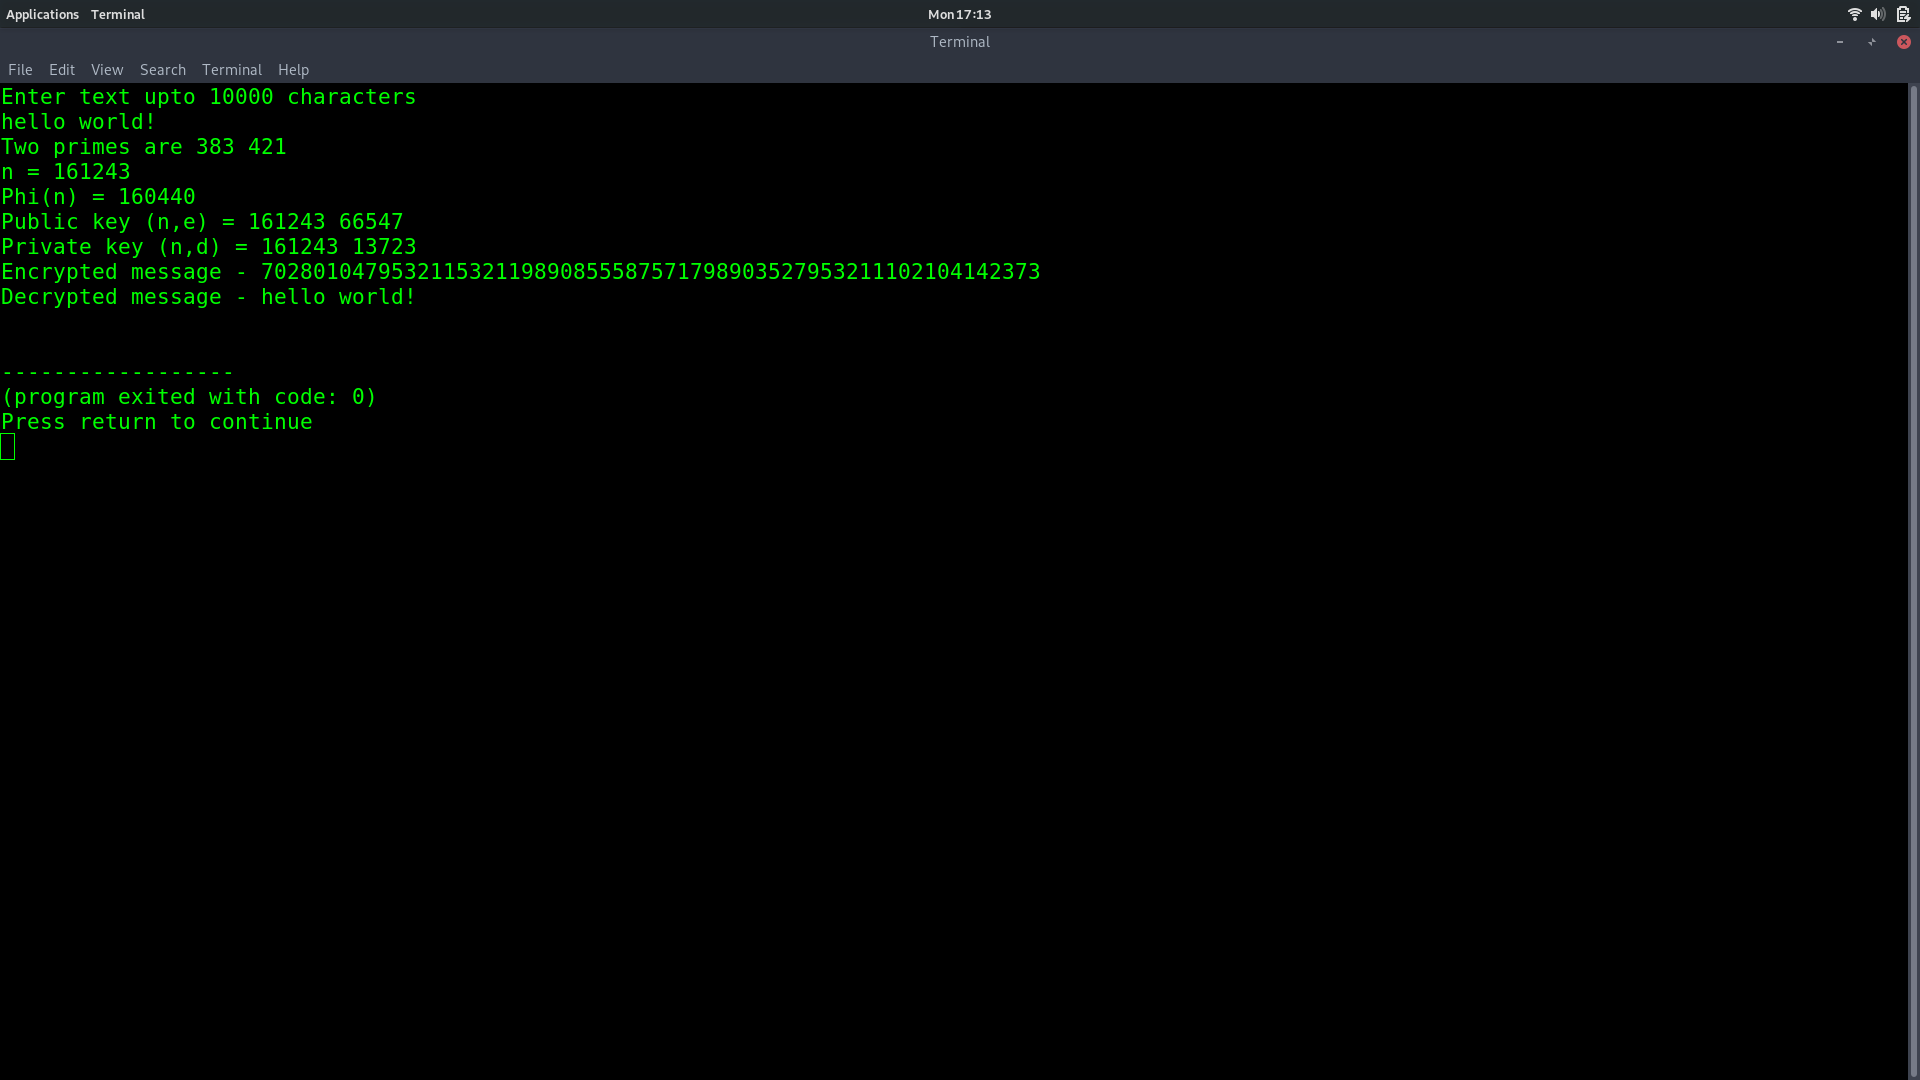 Applications Terminal Mon 17:13
Terminal
File Edit View Search Terminal Help
Enter text upto 10000 characters
hello world!
Two primes are 383 421
n = 161243
Phi(n) = 160440
Public key (n,e) = 161243 66547
Private key (n,d) = 161243 13723
Encrypted message - 702801047953211532119890855587571798903527953211102104142373
Decrypted message - hello world!
------------------
(program exited with code: 0)
Press return to continue